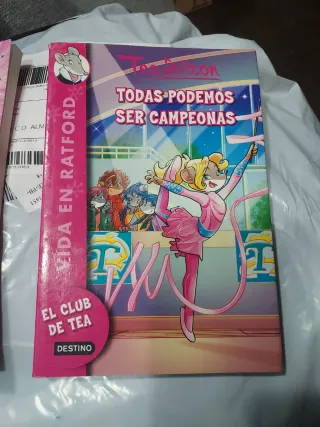 Tea Stilton
TODAS PODEMOS
SER CAMPEONAS
VIDA EN RATFORD
EL CLUB
DE TEA
DESTINO